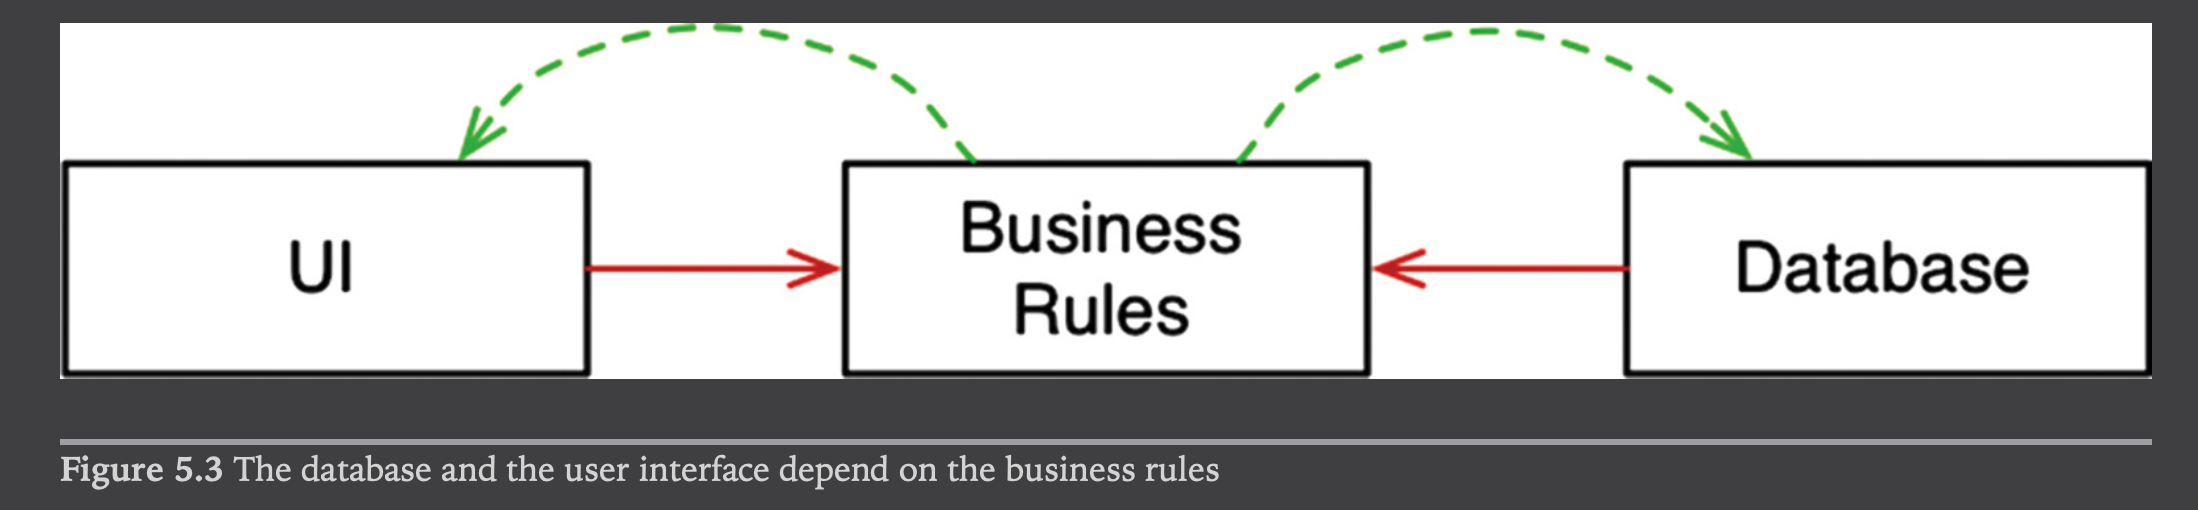 UI
Business
Rules
Database
Figure 5.3 The database and the user interface depend on the business rules